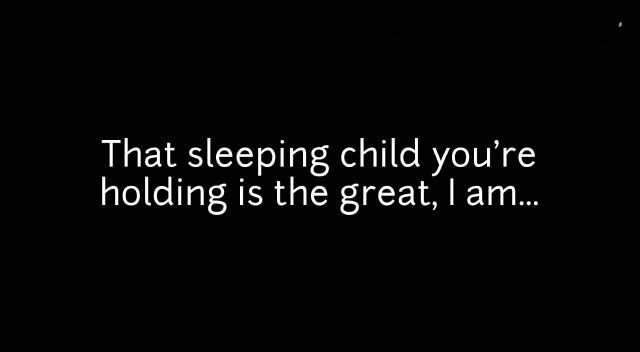 That sleeping child you’re
holding is the great, I am...